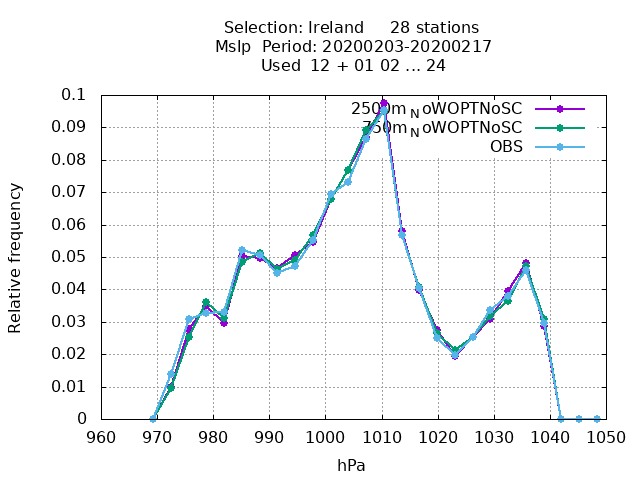 Selection: Ireland 28 stations
Mslp Period: 20200203-20200217
Used 12 + 01 02 ... 24
Relative frequency
0.1
0.09
0.08
0.07
0.06
0.05
0.04
0.03
0.02
0.01
0
2500m_NoWOPTNoSC
750m_NoWOPTNoSC
OBS
960 970 980 990 1000 1010 1020 1030 1040 1050
hPa